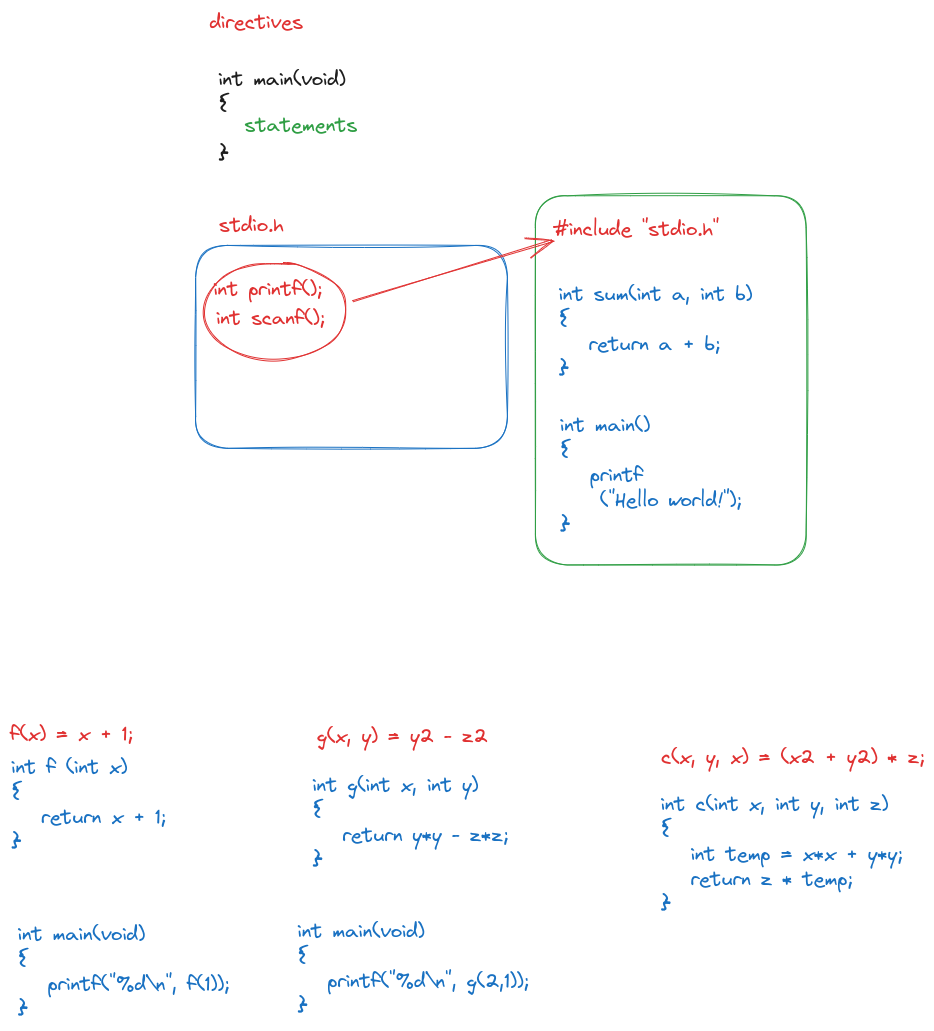 directives
int main(void)
{
statements
}
stdio.h
int printf();
int scanf();
#include "stdio.h"
int sum(int a, int b)
{
return a + b;
}
int main()
{
printf
("Hello world!");
}
f(x) = x + 1;
int f (int x)
{
return x + 1;
}
int main(void)
{
printf("%d\n", f(1));
}
g(x, y) = y2 - z2
int g(int x, int y)
{
return y*y - z*z;
}
int main(void)
{
printf("%d\n", g(2,1));
}
c(x, y, x) = (x2 + y2) * z;
int c(int x, int y, int z)
{
int temp = x*x + y*y;
return z * temp;
}